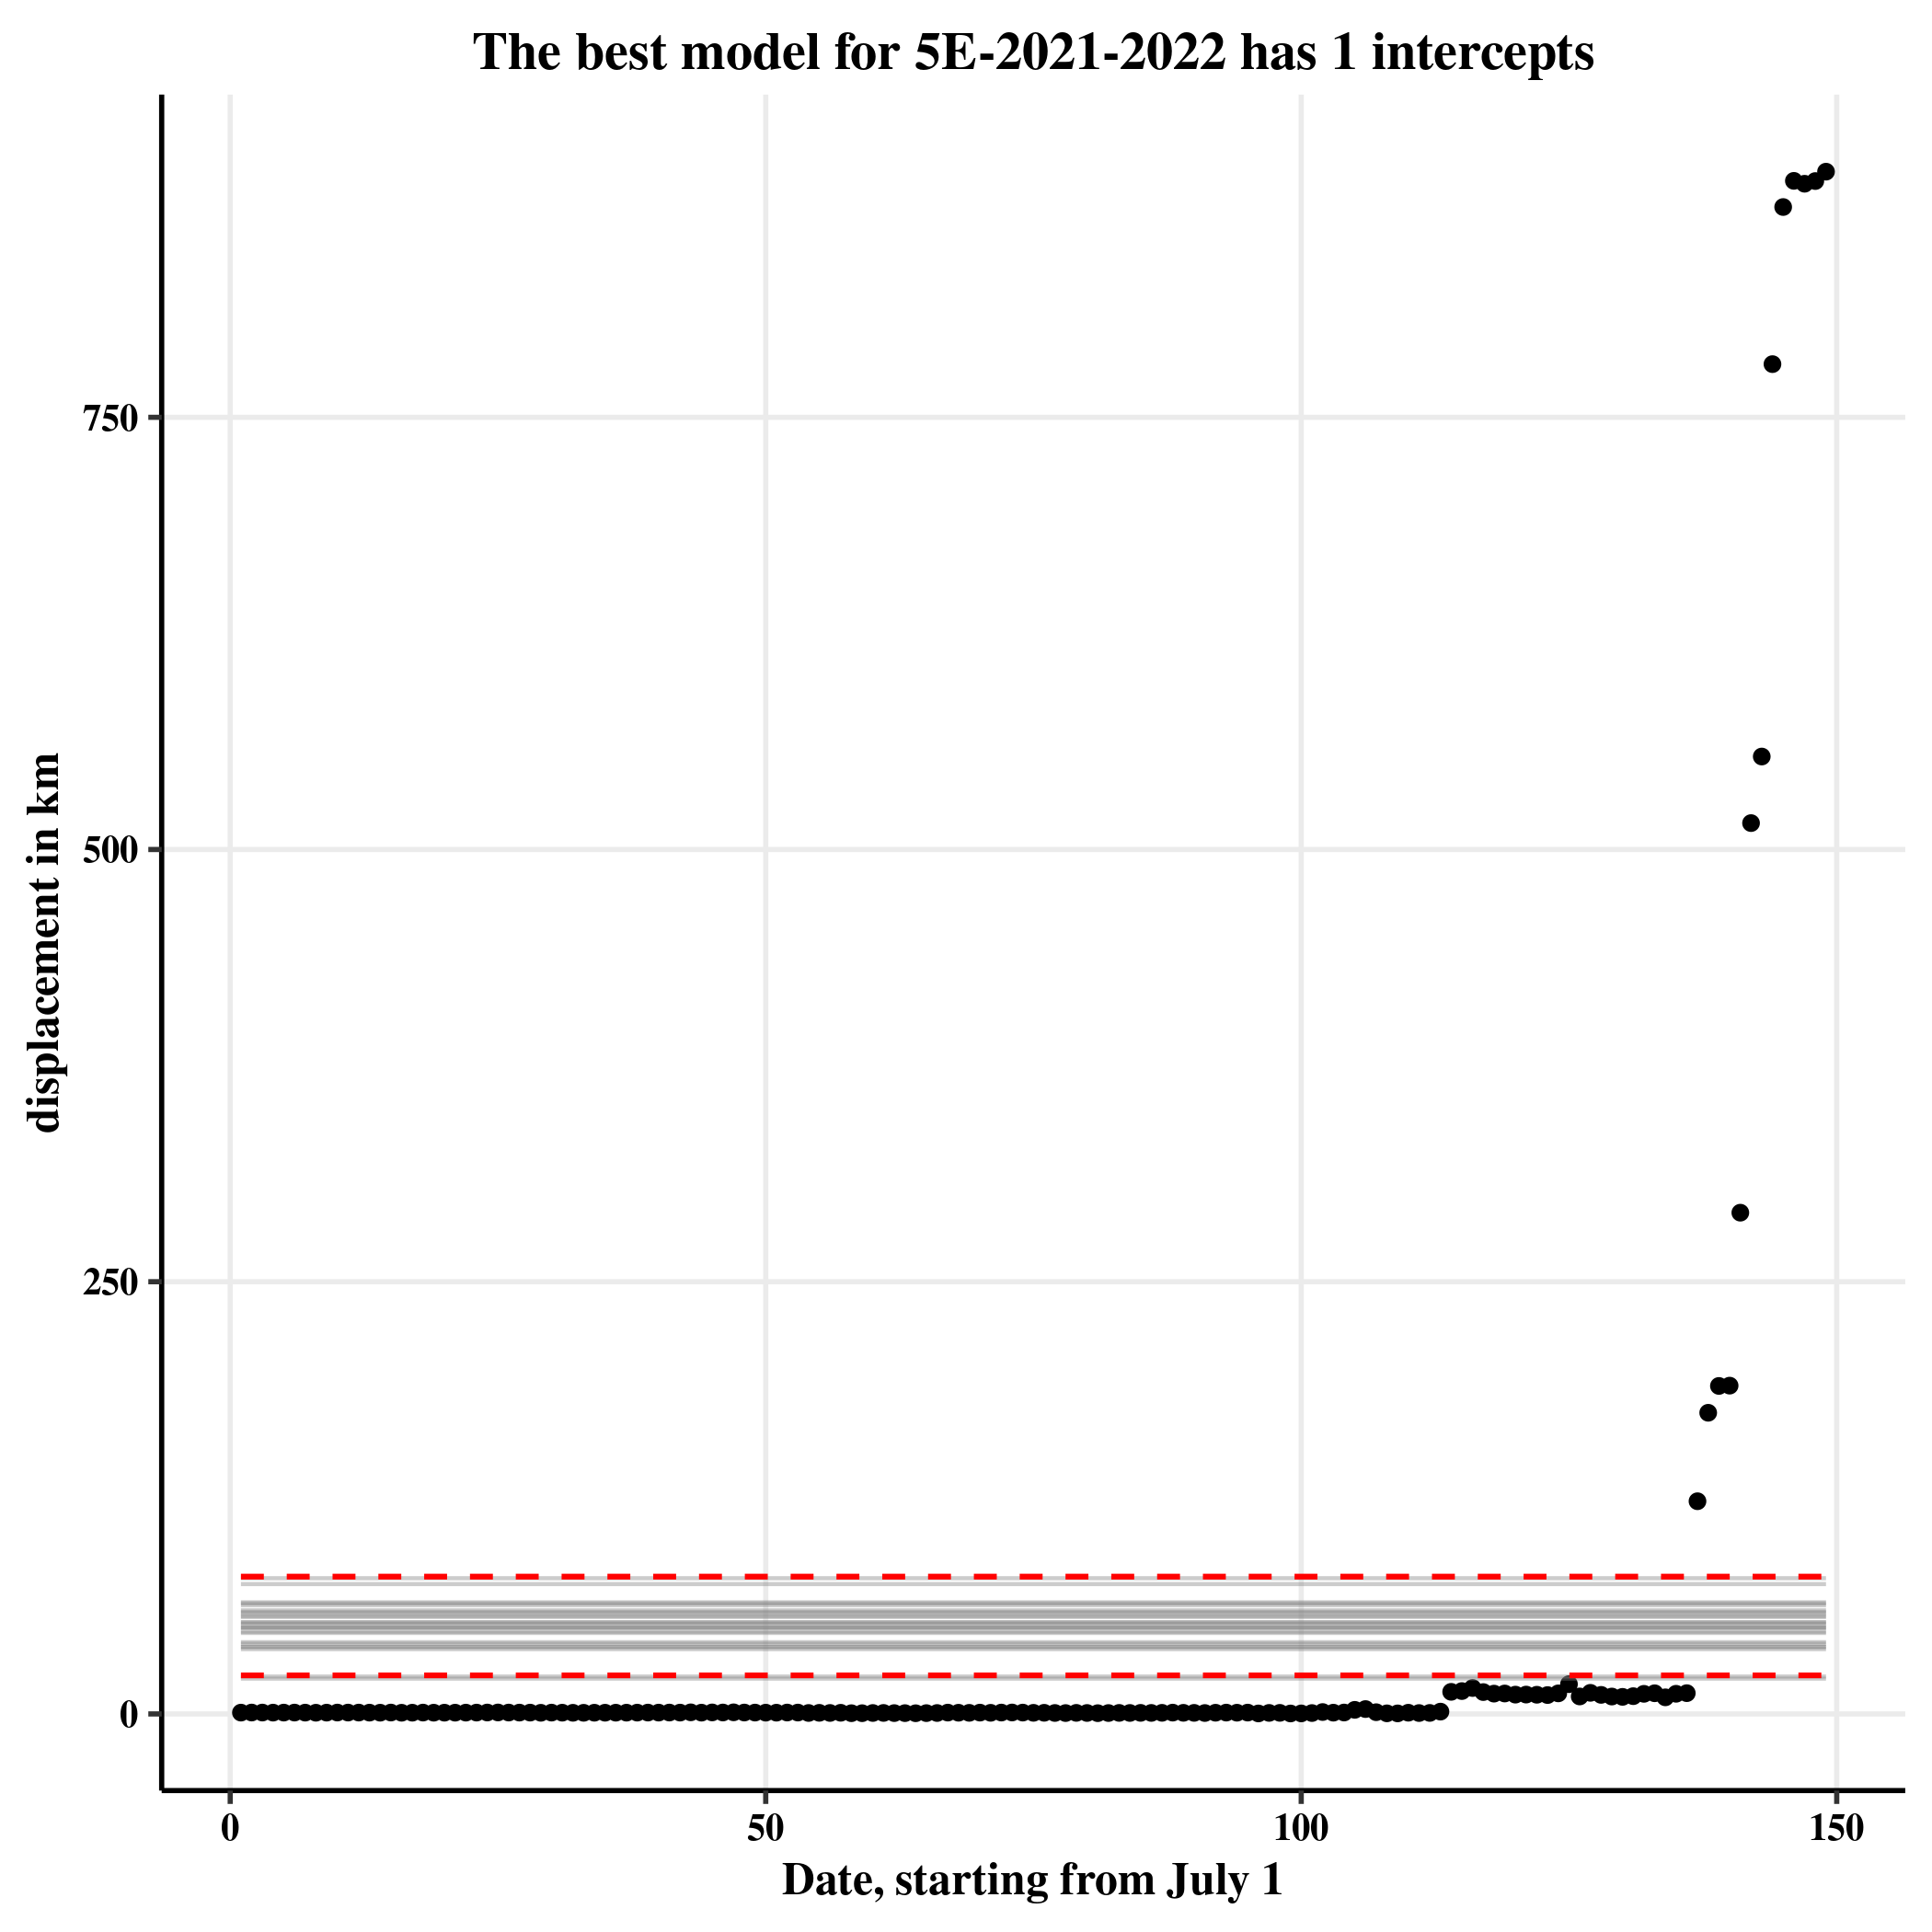 The best model for 5E-2021-2022 has 1 intercepts
displacement in km
750
500
250
0
0 50 100 150
Date, starting from July 1